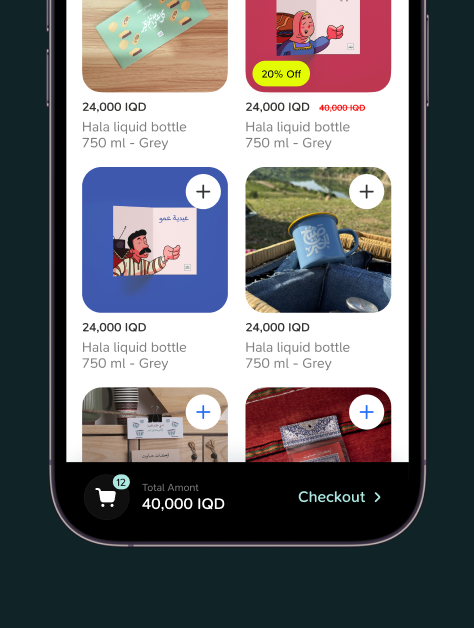 20% Off
24,000 IQD
24,000 IQD 40,000 IQD
Hala liquid bottle
750 ml - Grey
Hala liquid bottle
750 ml - Grey
عيدية عمو
24,000 IQD
24,000 IQD
Hala liquid bottle
750 ml - Grey
Hala liquid bottle
750 ml - Grey
12
Total Amont
40,000 IQD
Checkout